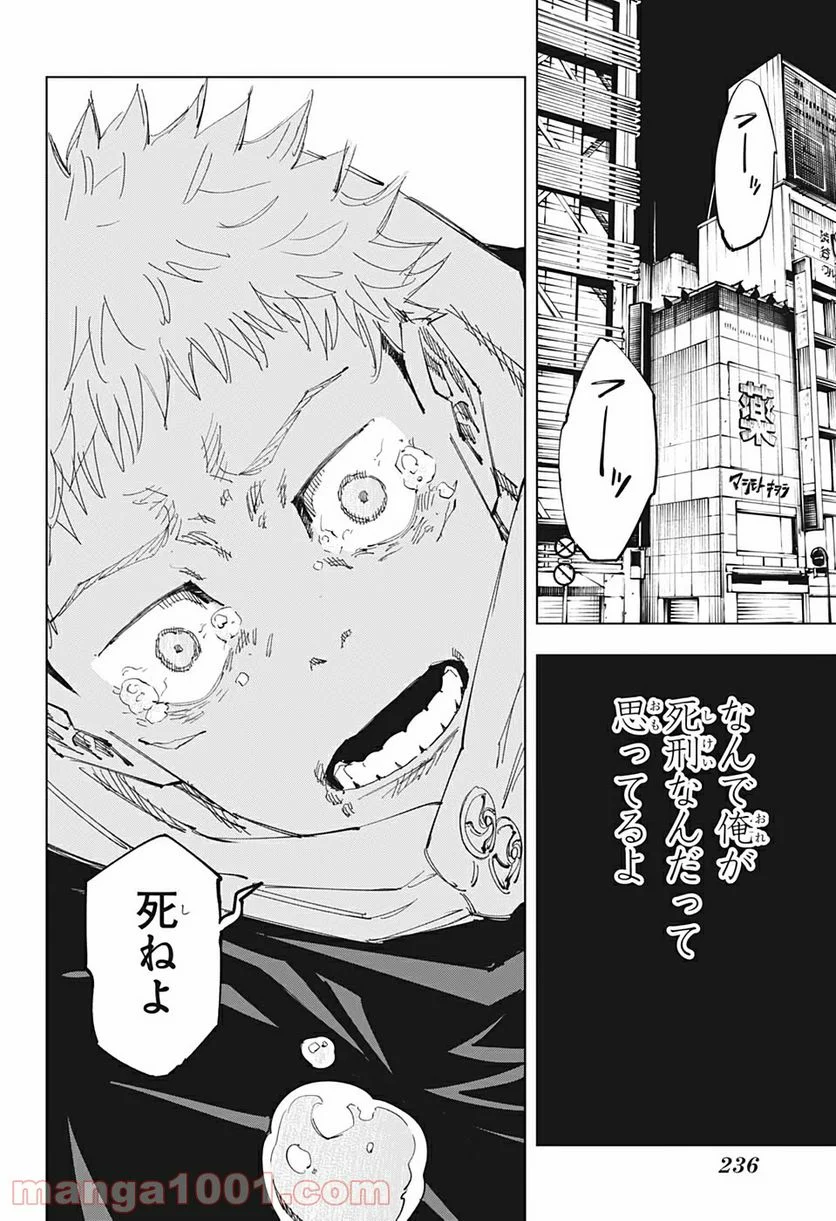 フーッ
フーッ
薬
マシモトキヨシ
なんで俺が
死刑なんだって
思ってるよ
死ねよ
236
manga1001.com